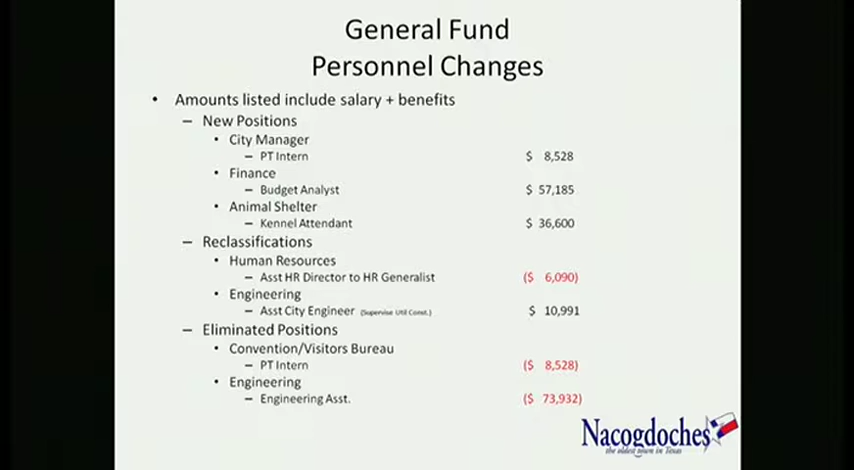 General Fund
Personnel Changes
• Amounts listed include salary + benefits
– New Positions
• City Manager
– PT Intern $ 8,528
• Finance
– Budget Analyst $ 57,185
• Animal Shelter
– Kennel Attendant $ 36,600
– Reclassifications
• Human Resources
– Asst HR Director to HR Generalist ($ 6,090)
• Engineering
– Asst City Engineer (Supervise Util Const.) $ 10,991
– Eliminated Positions
• Convention/Visitors Bureau
– PT Intern ($ 8,528)
• Engineering
– Engineering Asst. ($ 73,932)
Nacogdoches
the oldest town in Texas